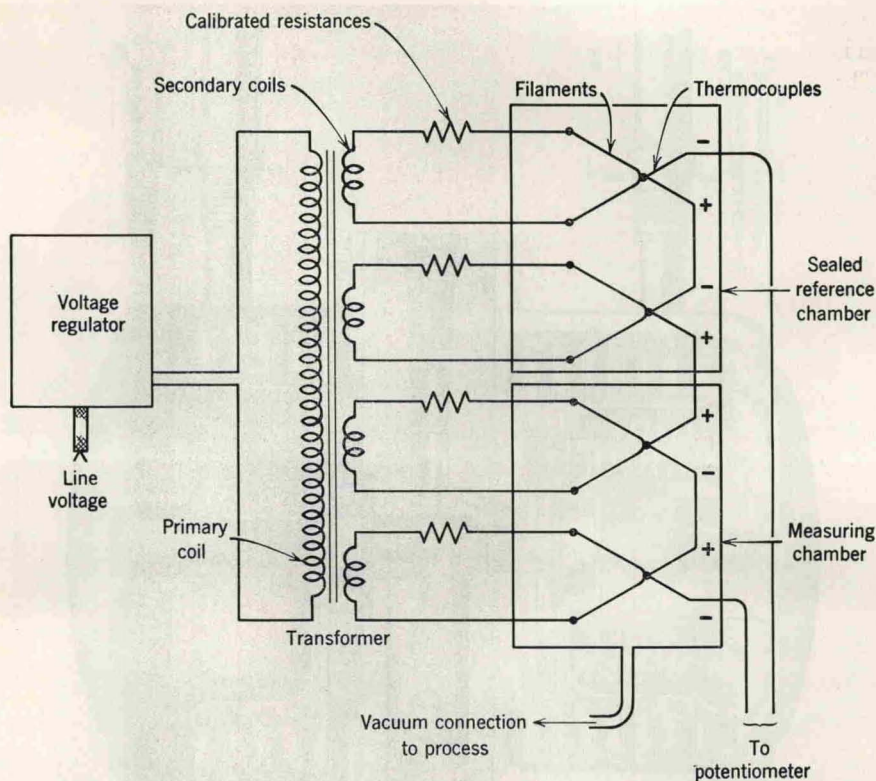 Calibrated resistances
Secondary coils
Filaments
Thermocouples
-
+
Voltage
regulator
-
Sealed
reference
chamber
+
+
Line
voltage
-
Primary
coil
+
Measuring
chamber
-
Transformer
Vacuum connection
to process
To
potentiometer